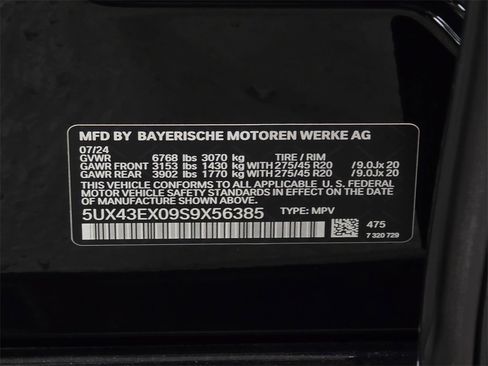 MFD BY BAYERISCHE MOTOREN WERKE AG
07/24
GVWR 6768 lbs 3070 kg TIRE / RIM
GAWR FRONT 3153 lbs 1430 kg WITH 275/45 R20 /9.0Jx 20
GAWR REAR 3902 lbs 1770 kg WITH 275/45 R20 /9.0Jx 20
THIS VEHICLE CONFORMS TO ALL APPLICABLE U.S. FEDERAL MOTOR
VEHICLE SAFETY STANDARDS IN EFFECT ON THE DATE
OF MANUFACTURE SHOWN ABOVE.
5UX43EX09S9X56385 TYPE: MPV
475
7 320 729